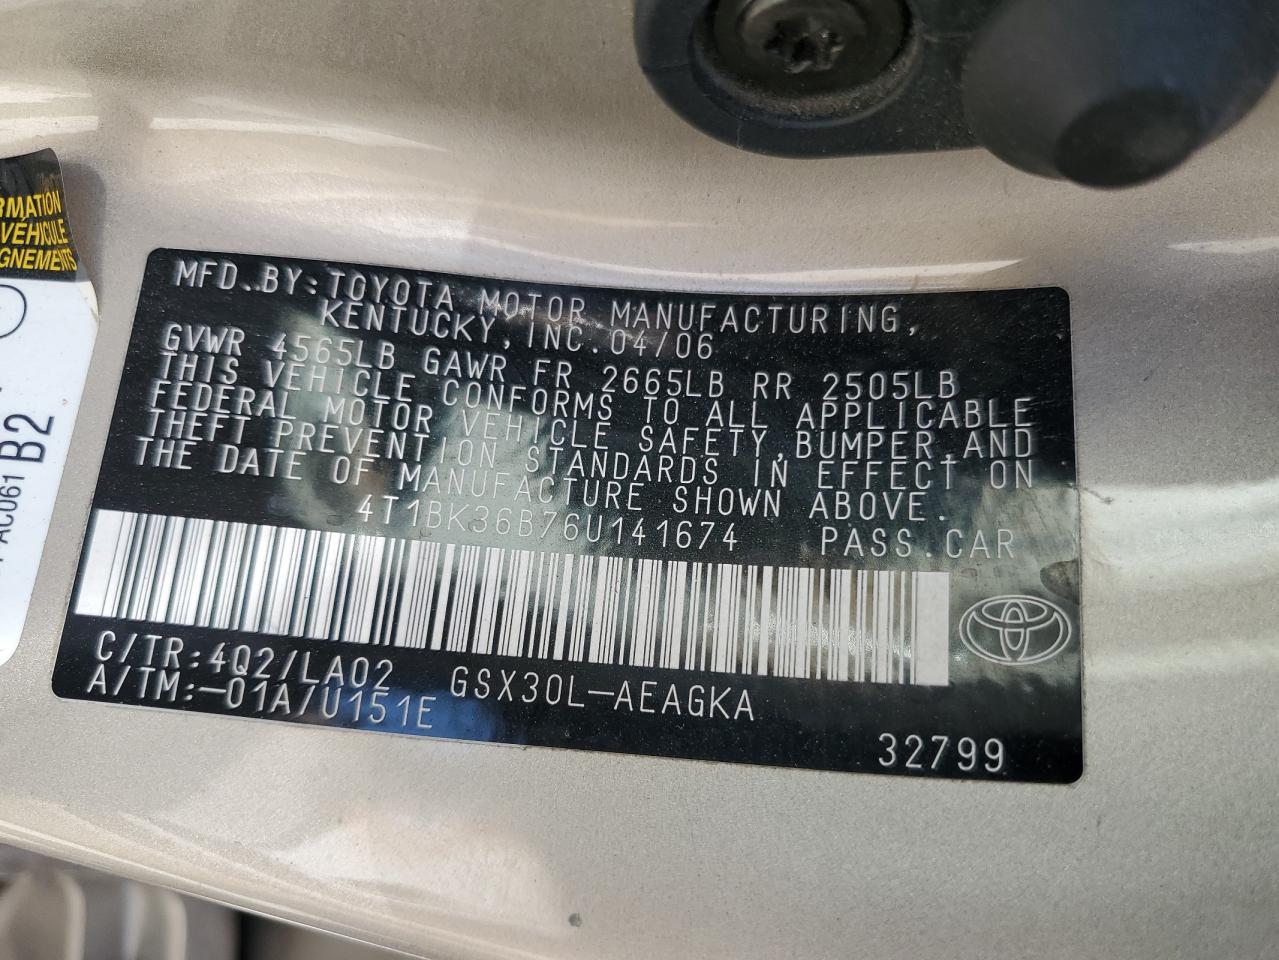 RMATION
VÉHICULE
GNEMENTS
AC061 B2
MFD. BY: TOYOTA MOTOR MANUFACTURING,
KENTUCKY, INC. 04/06
GVWR 4565LB GAWR FR 2665LB RR 2505LB
THIS VEHICLE CONFORMS TO ALL APPLICABLE
FEDERAL MOTOR VEHICLE SAFETY, BUMPER, AND
THEFT PREVENTION STANDARDS IN EFFECT ON
THE DATE OF MANUFACTURE SHOWN ABOVE.
4T1BK36B76U141674 PASS. CAR
C/TR: 4Q2/LA02 GSX30L-AEAGKA
A/TM:-01A/U151E
32799